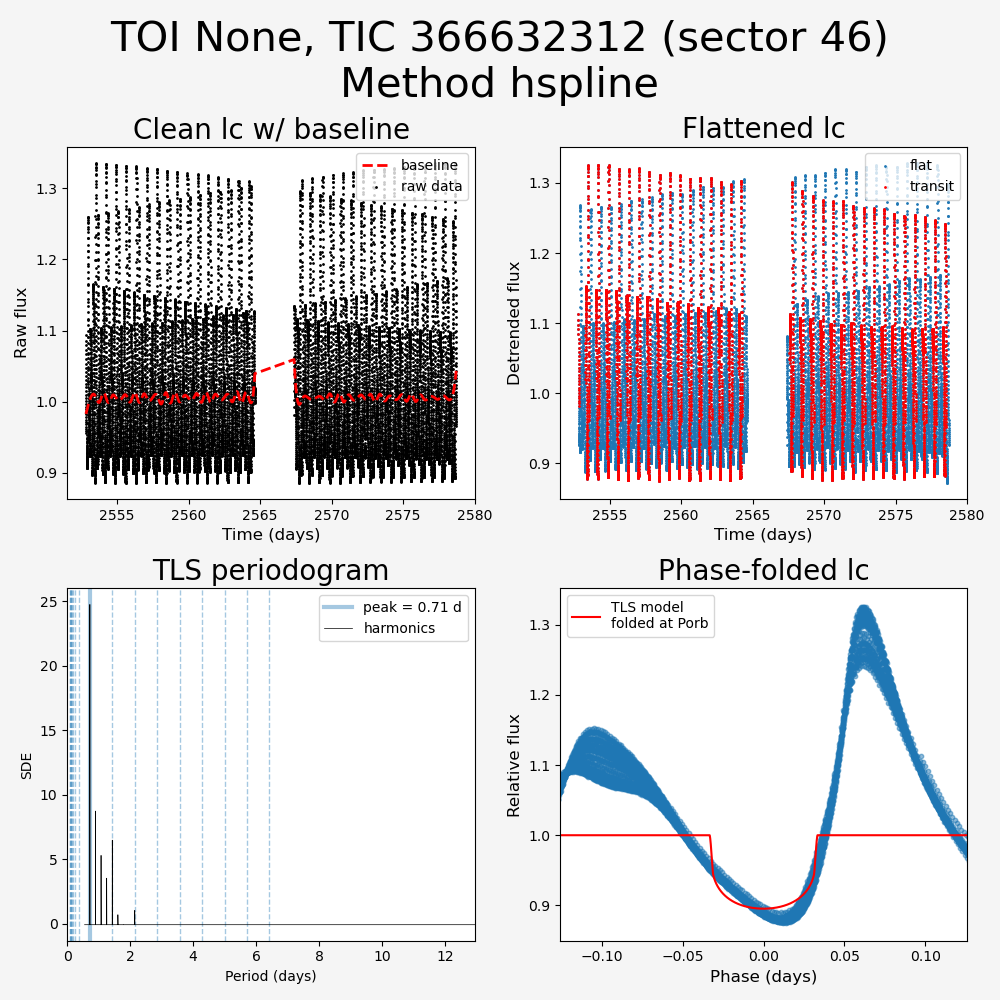 TOI None, TIC 366632312 (sector 46)
Method hspline
Clean lc w/ baseline
Raw flux
1.3
1.2
1.1
1.0
0.9
baseline
raw data
2555
2560
2565
2570
2575
2580
Time (days)
Flattened lc
Detrended flux
1.3
1.2
1.1
1.0
0.9
flat
transit
2555
2560
2565
2570
2575
2580
Time (days)
TLS periodogram
SDE
25
20
15
10
5
0
peak = 0.71 d
harmonics
0
2
4
6
8
10
12
Period (days)
Phase-folded lc
Relative flux
1.3
1.2
1.1
1.0
0.9
TLS model
folded at Porb
−0.10
−0.05
0.00
0.05
0.10
Phase (days)